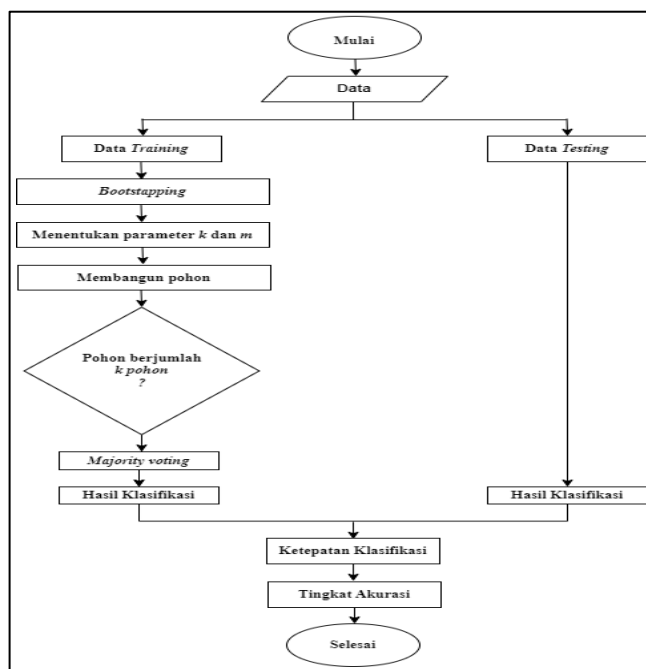 Mulai
Data
Data Training
Data Testing
Bootstapping
Menentukan parameter k dan m
Membangun pohon
Pohon berjumlah
k pohon
?
Majority voting
Hasil Klasifikasi
Hasil Klasifikasi
Ketepatan Klasifikasi
Tingkat Akurasi
Selesai